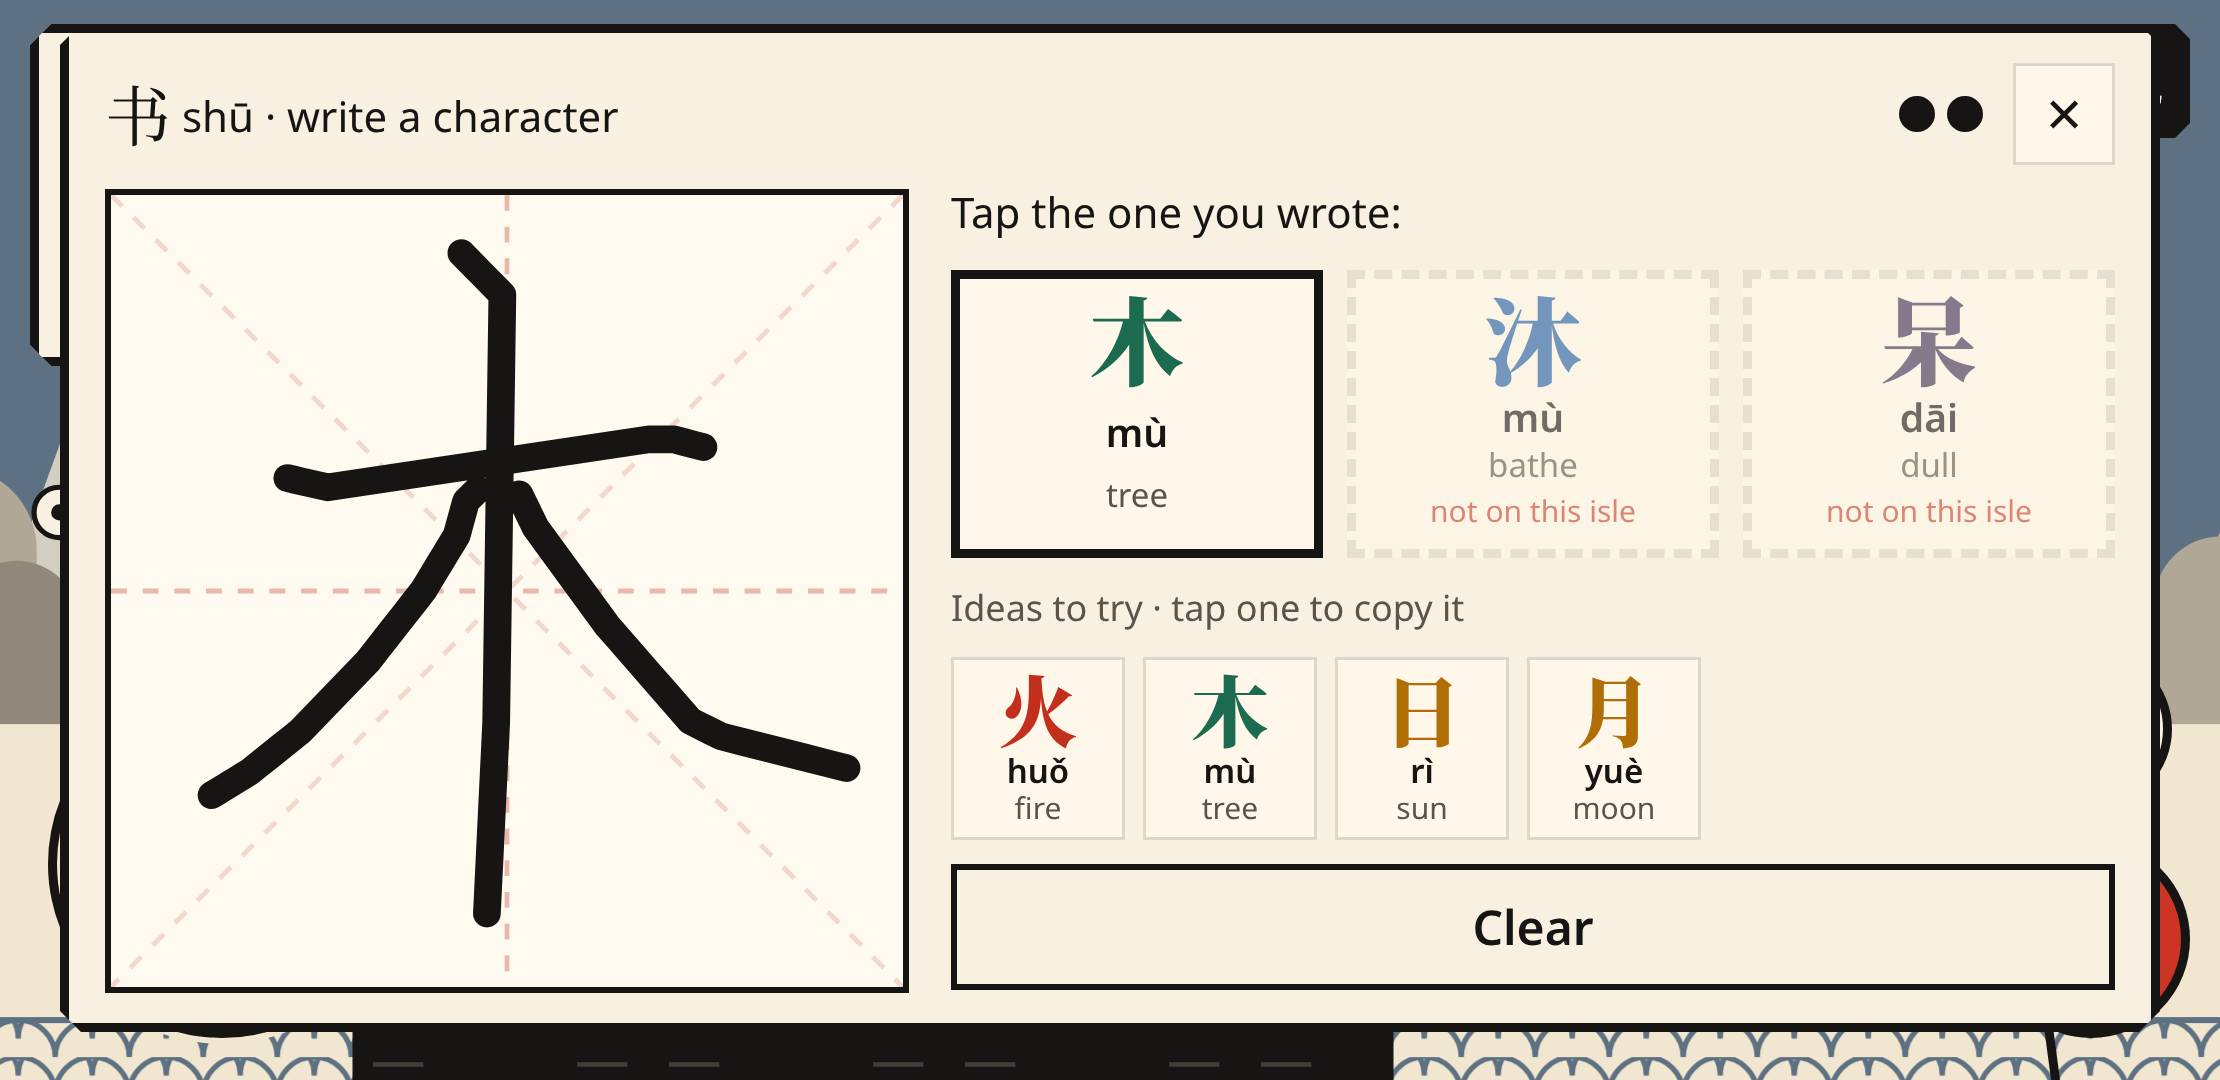 书 shū · write a character
✕
木
Tap the one you wrote:
木 沐 呆
mù mù dāi
tree bathe dull
not on this isle not on this isle
Ideas to try · tap one to copy it
火 木 日 月
huǒ mù rì yuè
fire tree sun moon
Clear